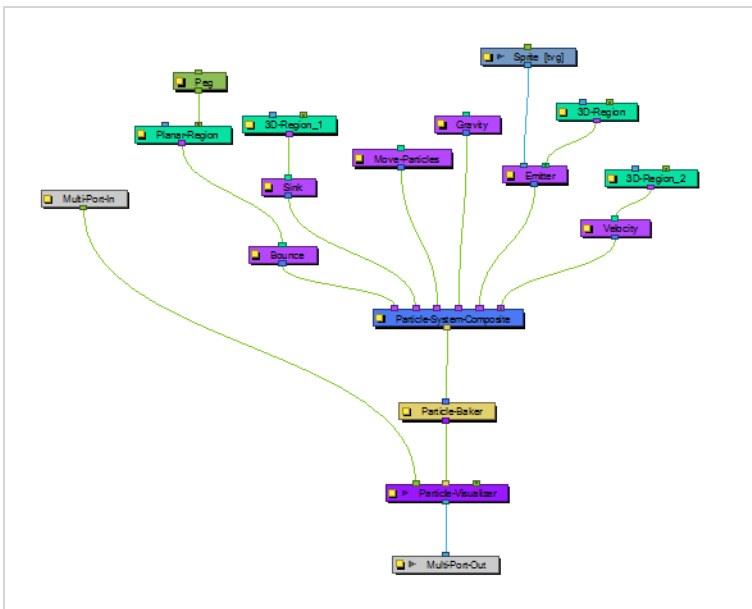 Sprite [tvg]
Peg
3D-Region
3D-Region_1
Gravity
Planar-Region
Move-Particles
Emitter
3D-Region_2
Sink
Multi-Port-In
Velocity
Bounce
Particle-System-Composite
Particle-Baker
Particle-Visualizer
Multi-Port-Out